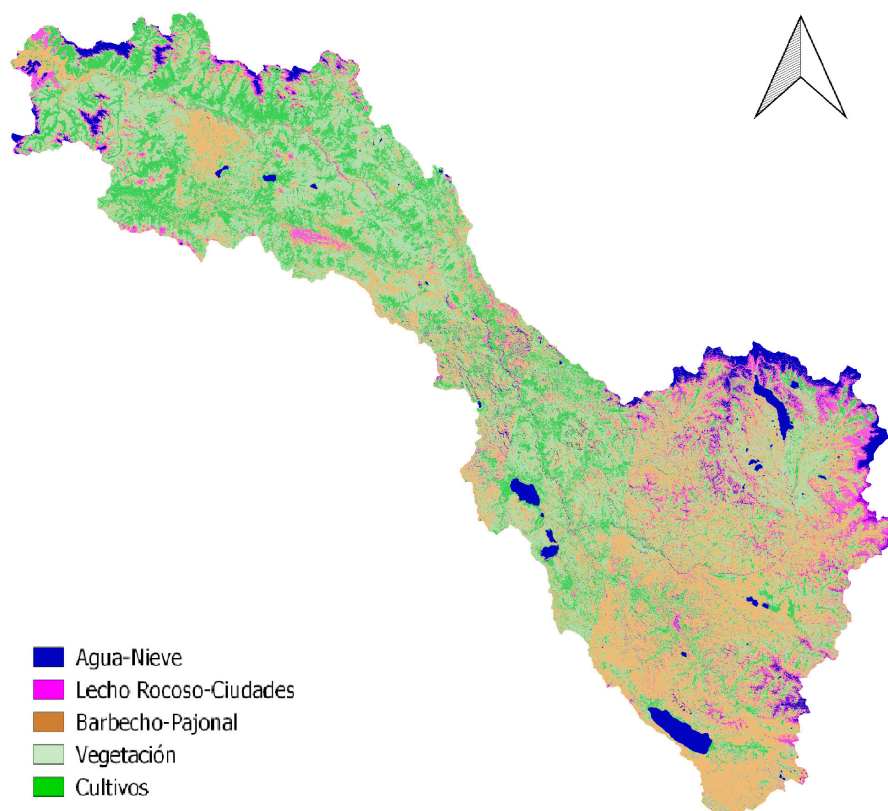 Agua-Nieve
Lecho Rocoso-Ciudades
Barbecho-Pajonal
Vegetación
Cultivos